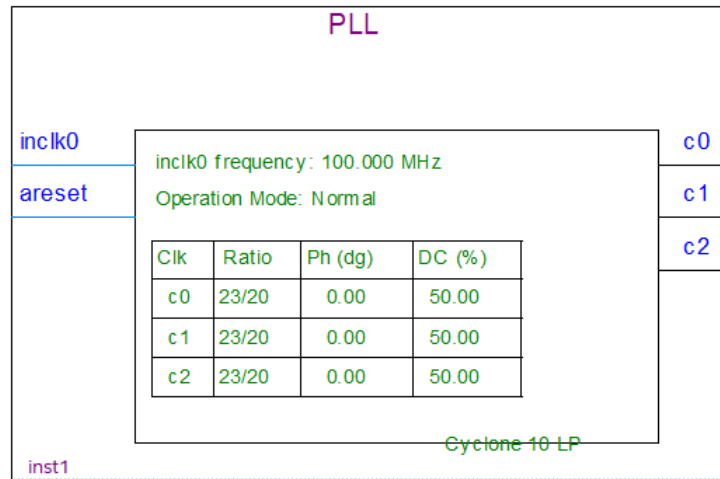 PLL
inclk0
areset
inclk0 frequency: 100.000 MHz
Operation Mode: Normal
Clk Ratio Ph (dg) DC (%)
c0 23/20 0.00 50.00
c1 23/20 0.00 50.00
c2 23/20 0.00 50.00
c0
c1
c2
Cyclone 10 LP
inst1